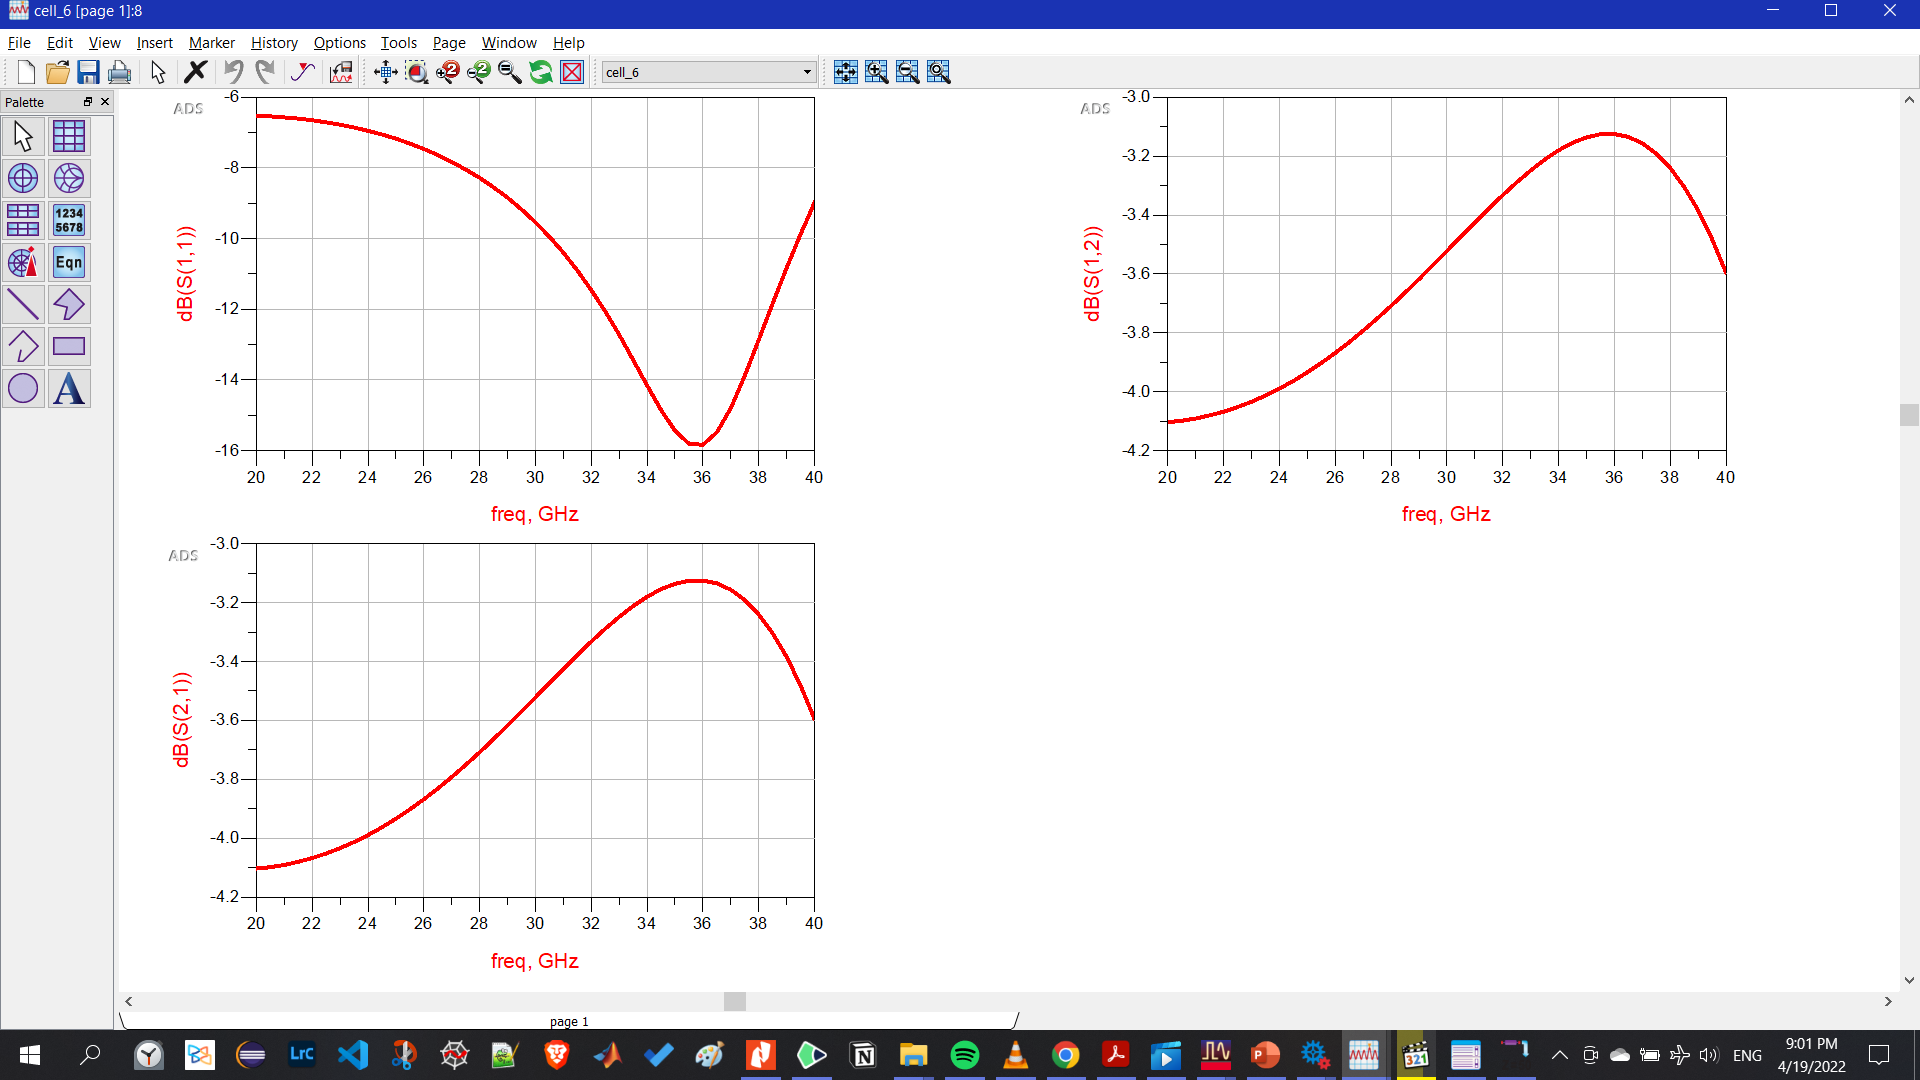 cell_6 [page 1]:8
File Edit View Insert Marker History Options Tools Page Window Help
cell_6
Palette
1234
5678
Eqn
A
ADS
-6
-8
-10
-12
-14
-16
dB(S(1,1))
20 22 24 26 28 30 32 34 36 38 40
freq, GHz
ADS
-3.0
-3.2
-3.4
-3.6
-3.8
-4.0
-4.2
dB(S(1,2))
20 22 24 26 28 30 32 34 36 38 40
freq, GHz
ADS
-3.0
-3.2
-3.4
-3.6
-3.8
-4.0
-4.2
dB(S(2,1))
20 22 24 26 28 30 32 34 36 38 40
freq, GHz
page 1
LrC
321
ENG
9:01 PM
4/19/2022